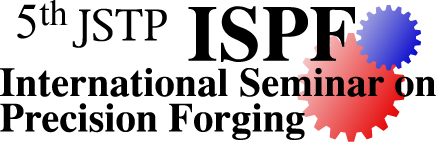 5th JSTP ISPF
International Seminar on
Precision Forging